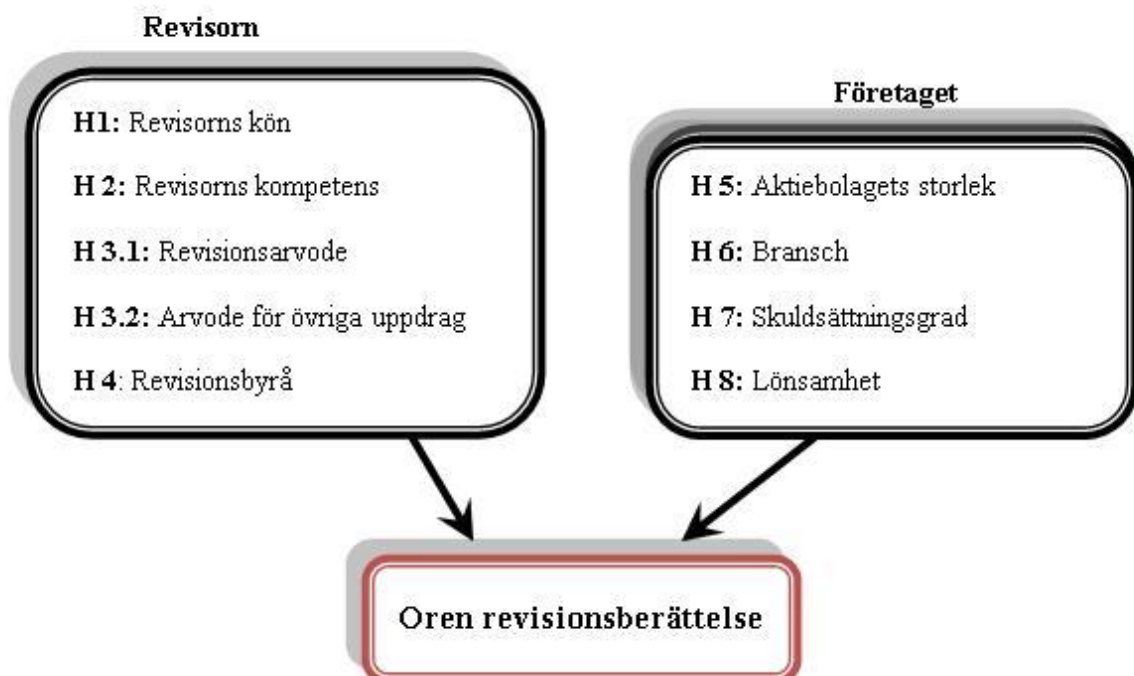 Revisorn
H1: Revisorns kön
H 2: Revisorns kompetens
H 3.1: Revisionsarvode
H 3.2: Arvode för övriga uppdrag
H 4: Revisionsbyrå
Företaget
H 5: Aktiebolagets storlek
H 6: Bransch
H 7: Skuldsättningsgrad
H 8: Lönsamhet
Oren revisionsberättelse